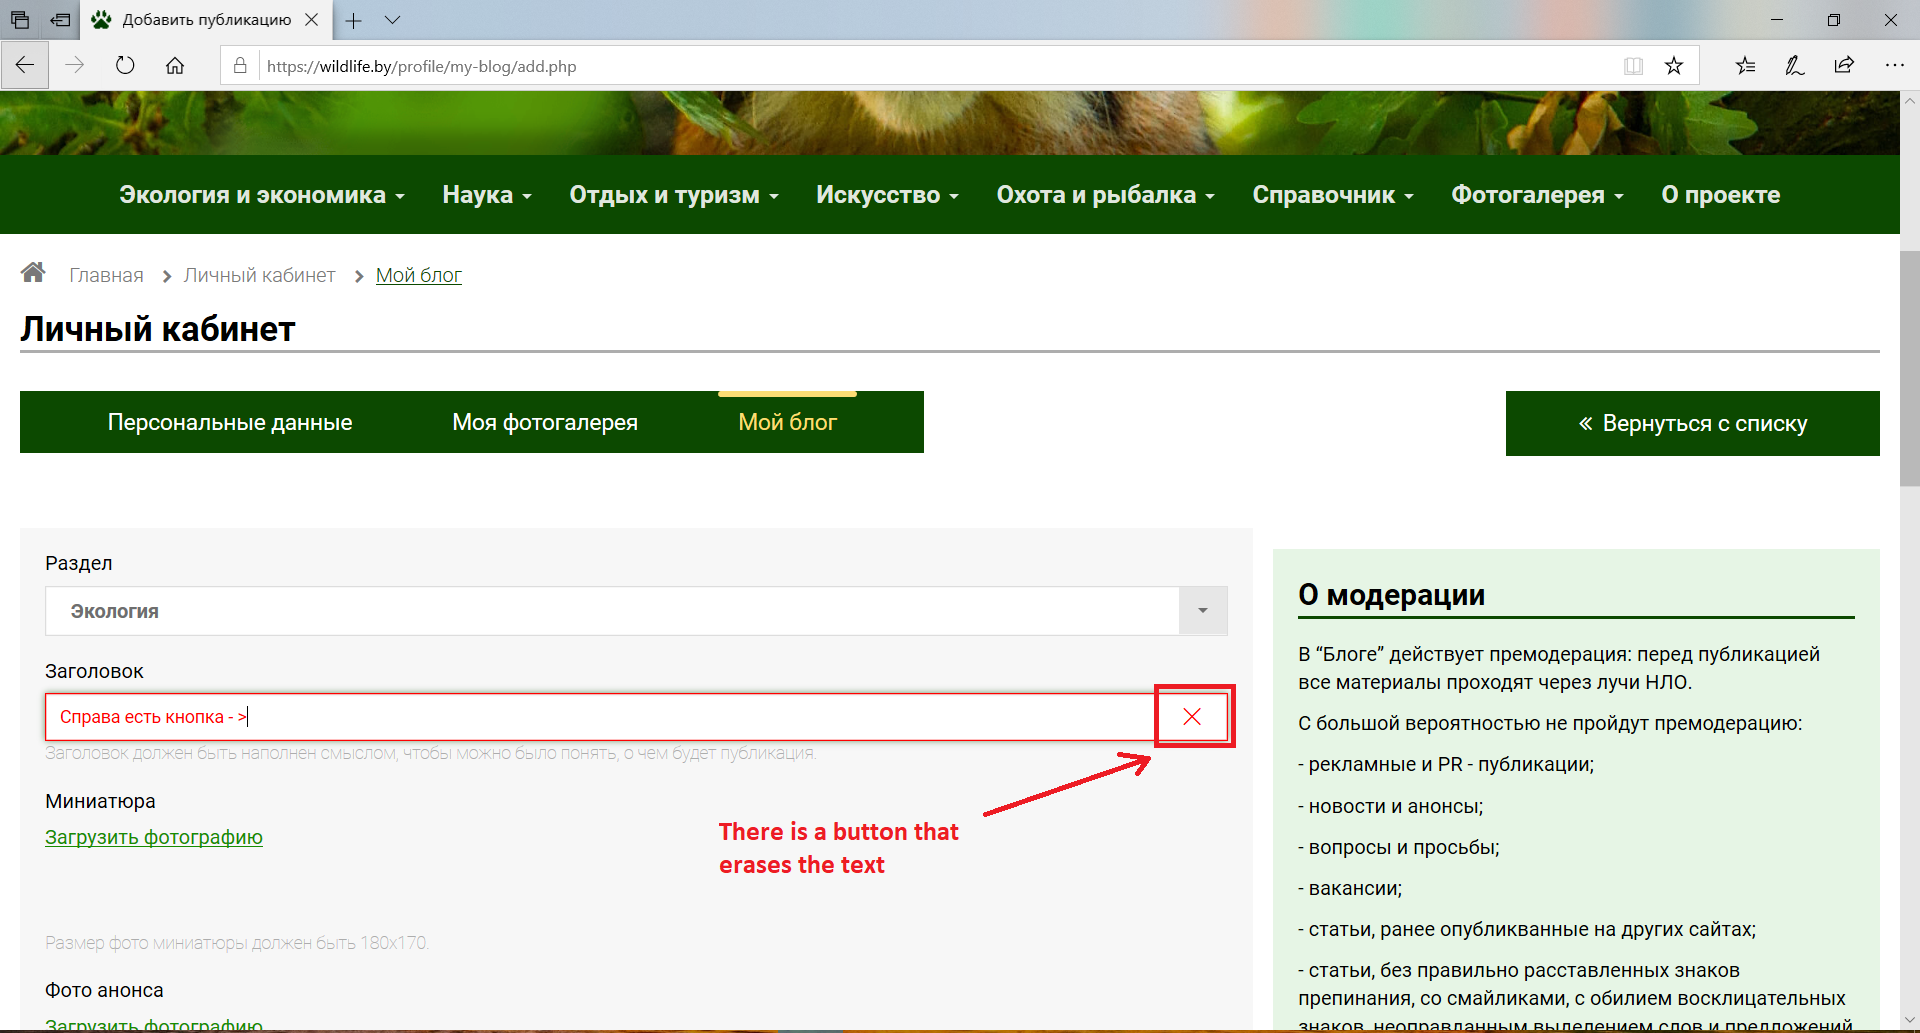 Добавить публикацию
https://wildlife.by/profile/my-blog/add.php
Экология и экономика Наука Отдых и туризм Искусство Охота и рыбалка Справочник Фотогалерея О проекте
Главная Личный кабинет Мой блог
Личный кабинет
Персональные данные Моя фотогалерея Мой блог
« Вернуться с списку
Раздел
Экология
Заголовок
Справа есть кнопка - >
Заголовок должен быть наполнен смыслом, чтобы можно было понять, о чем будет публикация.
Миниатюра
Загрузить фотографию
There is a button that
erases the text
Размер фото миниатюры должен быть 180x170.
Фото анонса
Загрузить фотографию
О модерации
В “Блоге” действует премодерация: перед публикацией
все материалы проходят через лучи НЛО.
С большой вероятностью не пройдут премодерацию:
- рекламные и PR - публикации;
- новости и анонсы;
- вопросы и просьбы;
- вакансии;
- статьи, ранее опубликванные на других сайтах;
- статьи, без правильно расставленных знаков
препинания, со смайликами, с обилием восклицательных
знаков, неоправданным выделением слов и предложений